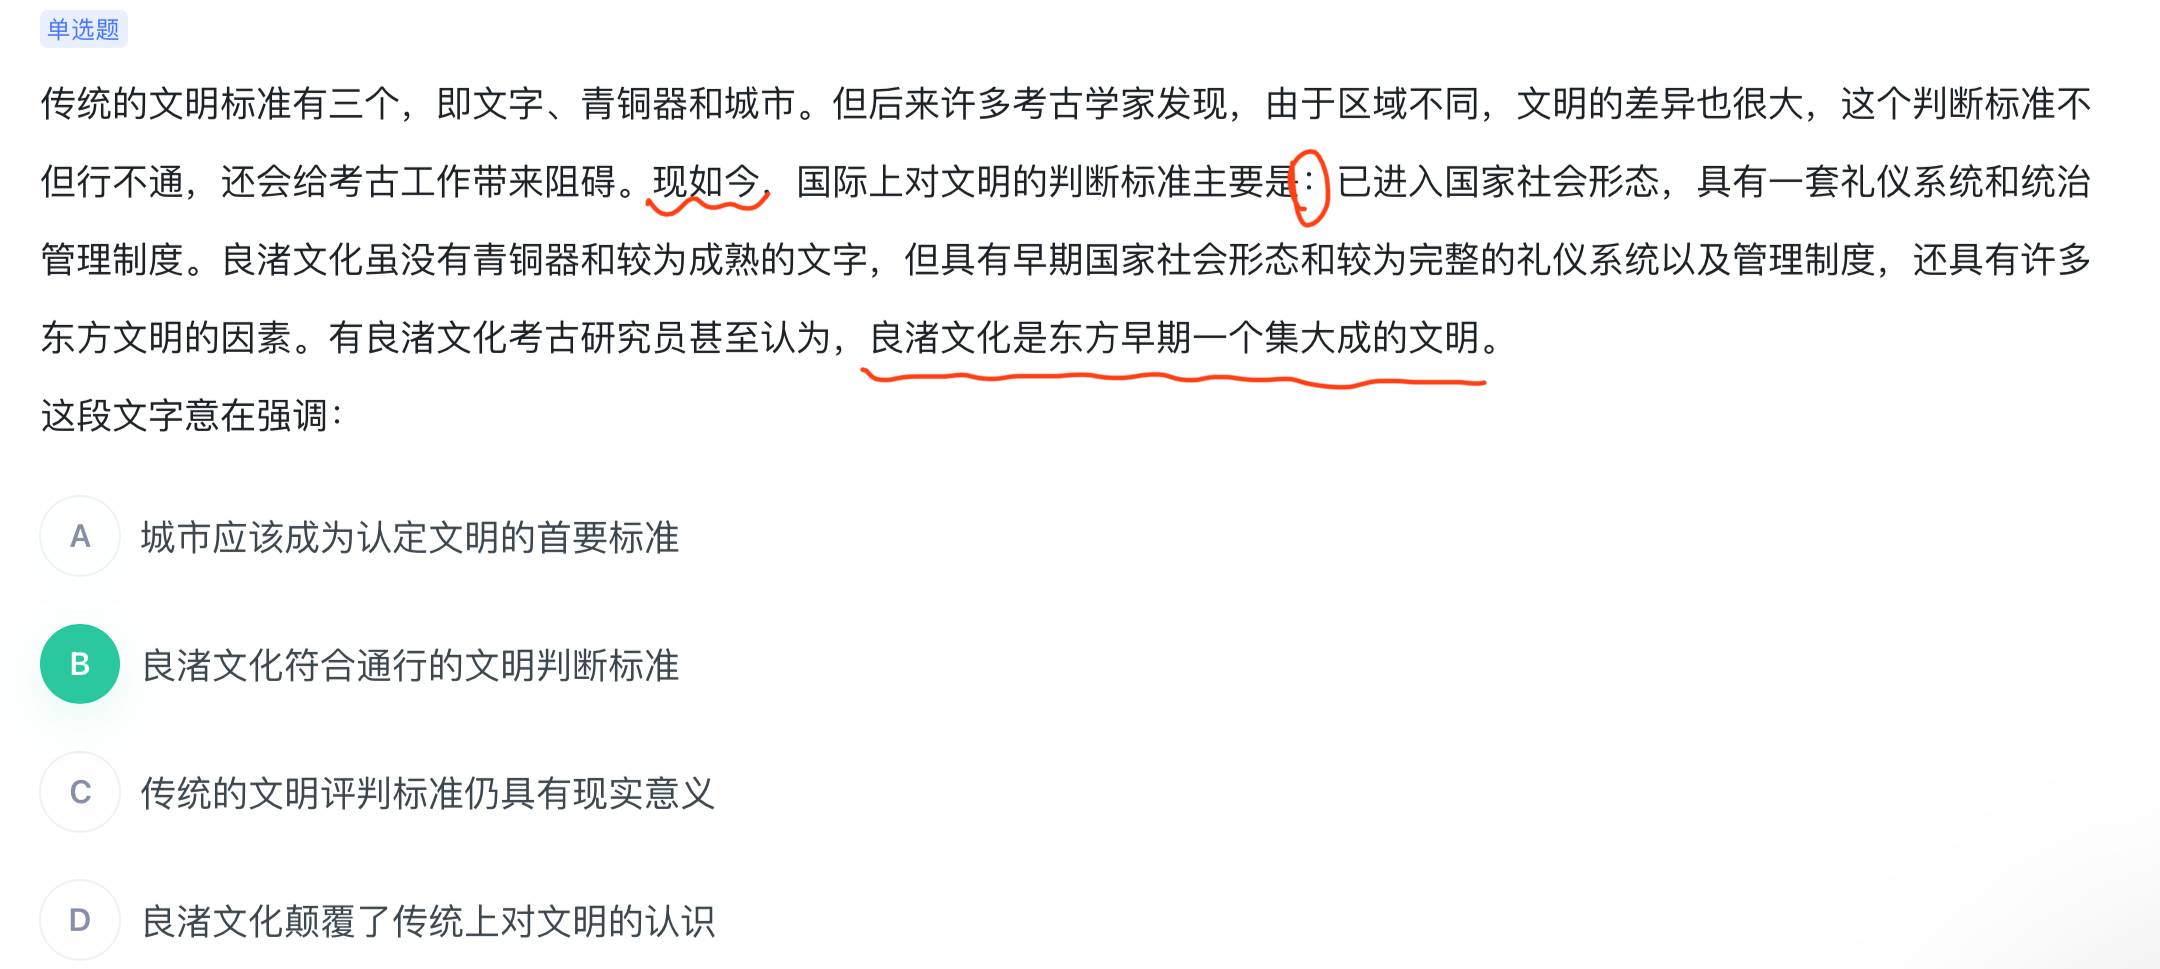 单选题
传统的文明标准有三个，即文字、青铜器和城市。但后来许多考古学家发现，由于区域不同，文明的差异也很大，这个判断标准不
但行不通，还会给考古工作带来阻碍。现如今，国际上对文明的判断标准主要是：已进入国家社会形态，具有一套礼仪系统和统治
管理制度。良渚文化虽没有青铜器和较为成熟的文字，但具有早期国家社会形态和较为完整的礼仪系统以及管理制度，还具有许多
东方文明的因素。有良渚文化考古研究员甚至认为，良渚文化是东方早期一个集大成的文明。
这段文字意在强调：
A 城市应该成为认定文明的首要标准
B 良渚文化符合通行的文明判断标准
C 传统的文明评判标准仍具有现实意义
D 良渚文化颠覆了传统上对文明的认识